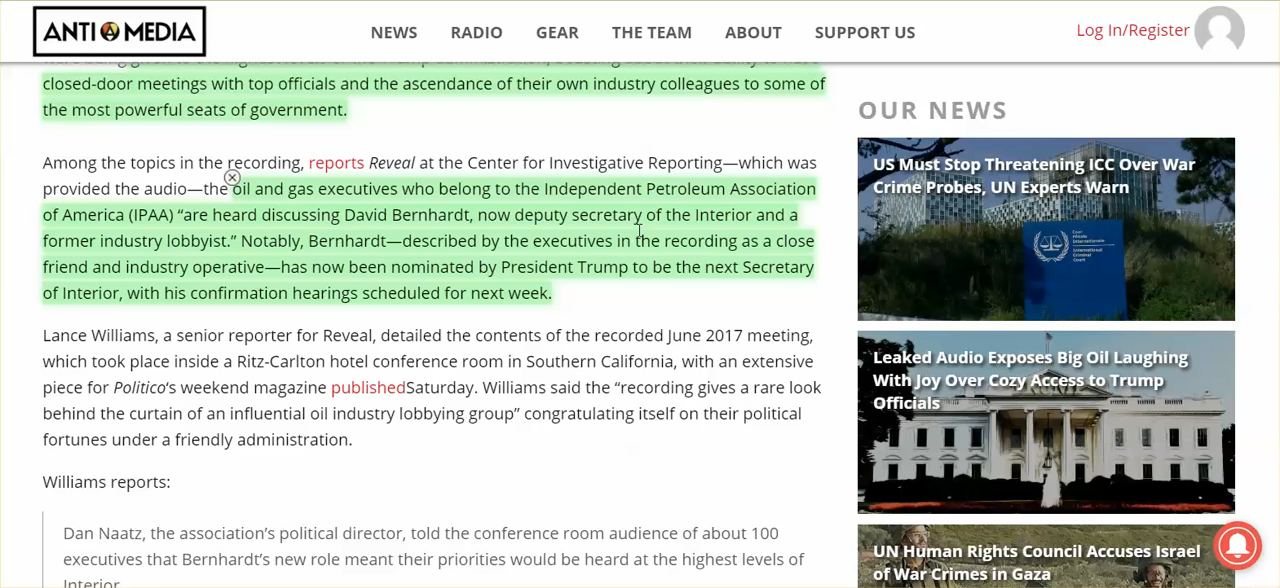 ANTI MEDIA
NEWS
RADIO
GEAR
THE TEAM
ABOUT
SUPPORT US
Log In/Register
closed-door meetings with top officials and the ascendance of their own industry colleagues to some of
the most powerful seats of government.
Among the topics in the recording, reports Reveal at the Center for Investigative Reporting—which was
provided the audio—the oil and gas executives who belong to the Independent Petroleum Association
of America (IPAA) “are heard discussing David Bernhardt, now deputy secretary of the Interior and a
former industry lobbyist.” Notably, Bernhardt—described by the executives in the recording as a close
friend and industry operative—has now been nominated by President Trump to be the next Secretary
of Interior, with his confirmation hearings scheduled for next week.
Lance Williams, a senior reporter for Reveal, detailed the contents of the recorded June 2017 meeting,
which took place inside a Ritz-Carlton hotel conference room in Southern California, with an extensive
piece for Politico‘s weekend magazine publishedSaturday. Williams said the “recording gives a rare look
behind the curtain of an influential oil industry lobbying group” congratulating itself on their political
fortunes under a friendly administration.
Williams reports:
Dan Naatz, the association’s political director, told the conference room audience of about 100
executives that Bernhardt’s new role meant their priorities would be heard at the highest levels of
Interior.
OUR NEWS
US Must Stop Threatening ICC Over War
Crime Probes, UN Experts Warn
Leaked Audio Exposes Big Oil Laughing
With Joy Over Cozy Access to Trump
Officials
UN Human Rights Council Accuses Israel
of War Crimes in Gaza